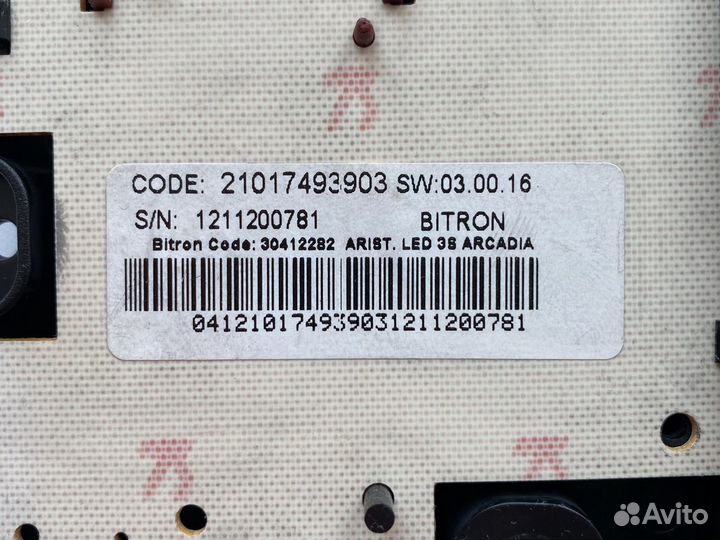 CODE: 21017493903 SW:03.00.16
S/N: 1211200781 BITRON
Bitron Code: 30412282 ARIST. LED 3S ARCADIA
041210174939031211200781
Avito